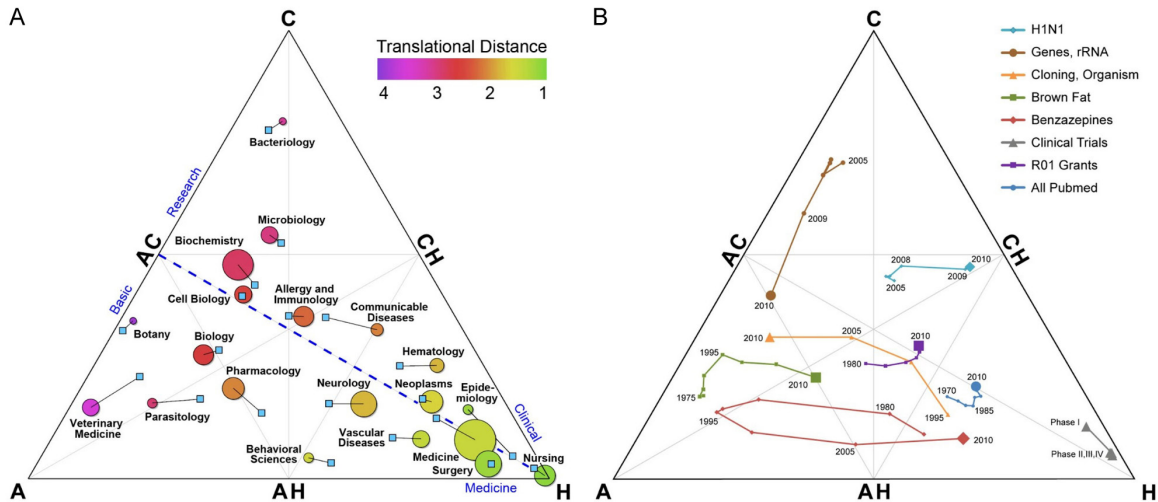 A
C
Translational Distance
4 3 2 1
Bacteriology
Research
Microbiology
Biochemistry
AC
CH
Cell Biology
Allergy and
Immunology
Communicable
Diseases
Basic
Botany
Biology
Hematology
Pharmacology
Neurology
Neoplasms
Epide-
miology
Veterinary
Medicine
Parasitology
Clinical
Vascular
Diseases
Behavioral
Sciences
Medicine
Surgery
Nursing
Medicine
A
AH
H
B
C
H1N1
Genes, rRNA
Cloning, Organism
Brown Fat
Benzazepines
Clinical Trials
R01 Grants
All Pubmed
2005
2009
AC
CH
2010
2008
2005
2009
2010
2010
2005
2010
1980
1995
2010
1975
2010
1970
1985
1995
1980
1995
2005
2010
Phase I
Phase II,III,IV
A
AH
H